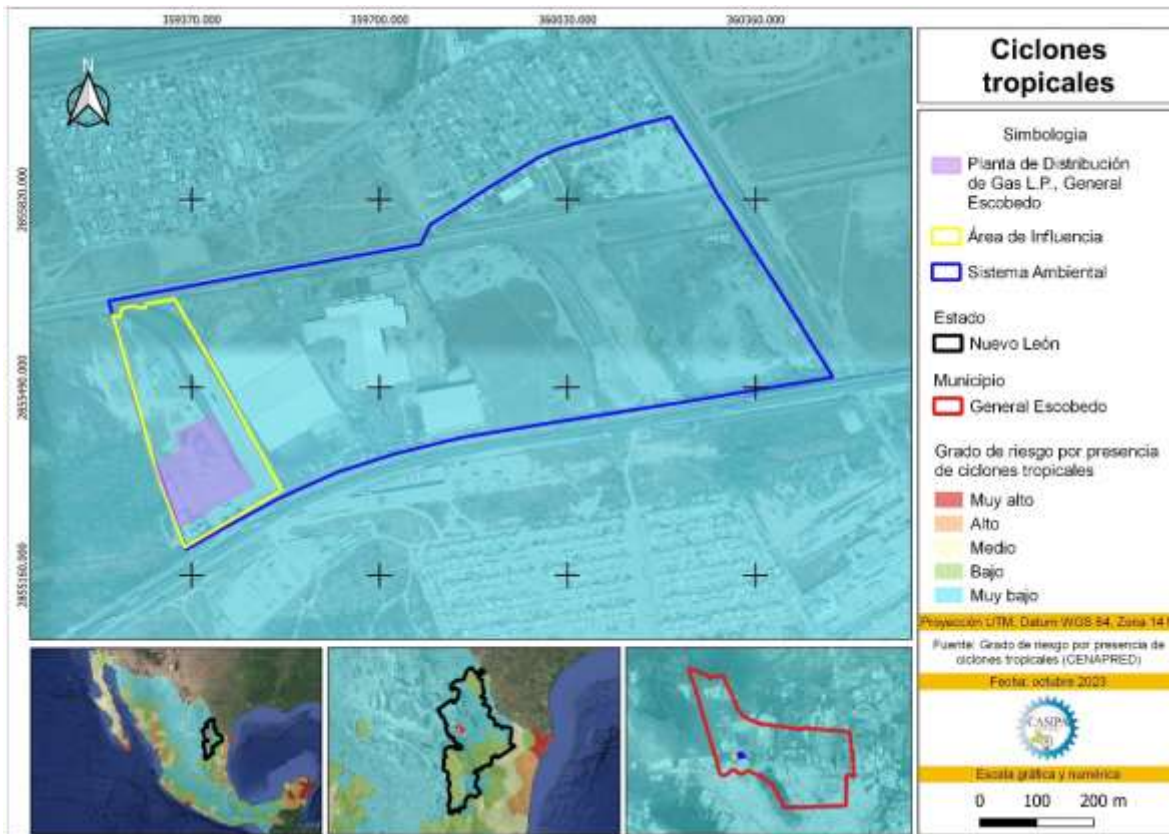 359370.000
359700.000
360030.000
360360.000
2855820.000
2855490.000
2855160.000
N
Ciclones
tropicales
Simbologia
Planta de Distribución
de Gas L.P., General
Escobedo
Área de Influencia
Sistema Ambiental
Estado
Nuevo León
Municipio
General Escobedo
Grado de riesgo por presencia
de ciclones tropicales
Muy alto
Alto
Medio
Bajo
Muy bajo
Proyección UTM, Datum WGS 84, Zona 14
Fuente: Grado de riesgo por presencia de
ciclones tropicales (CENAPRED)
Fecha: octubre 2023
CASIPA
Escala gráfica y numérica
0 100 200 m